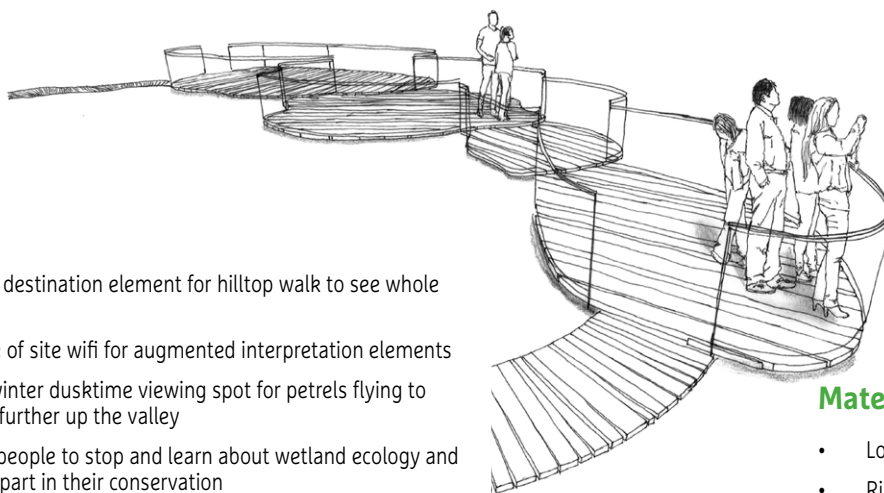 destination element for hilltop walk to see whole
of site wifi for augmented interpretation elements
winter dusktime viewing spot for petrels flying to
further up the valley
people to stop and learn about wetland ecology and
part in their conservation
Mate
• Lo
• Ri